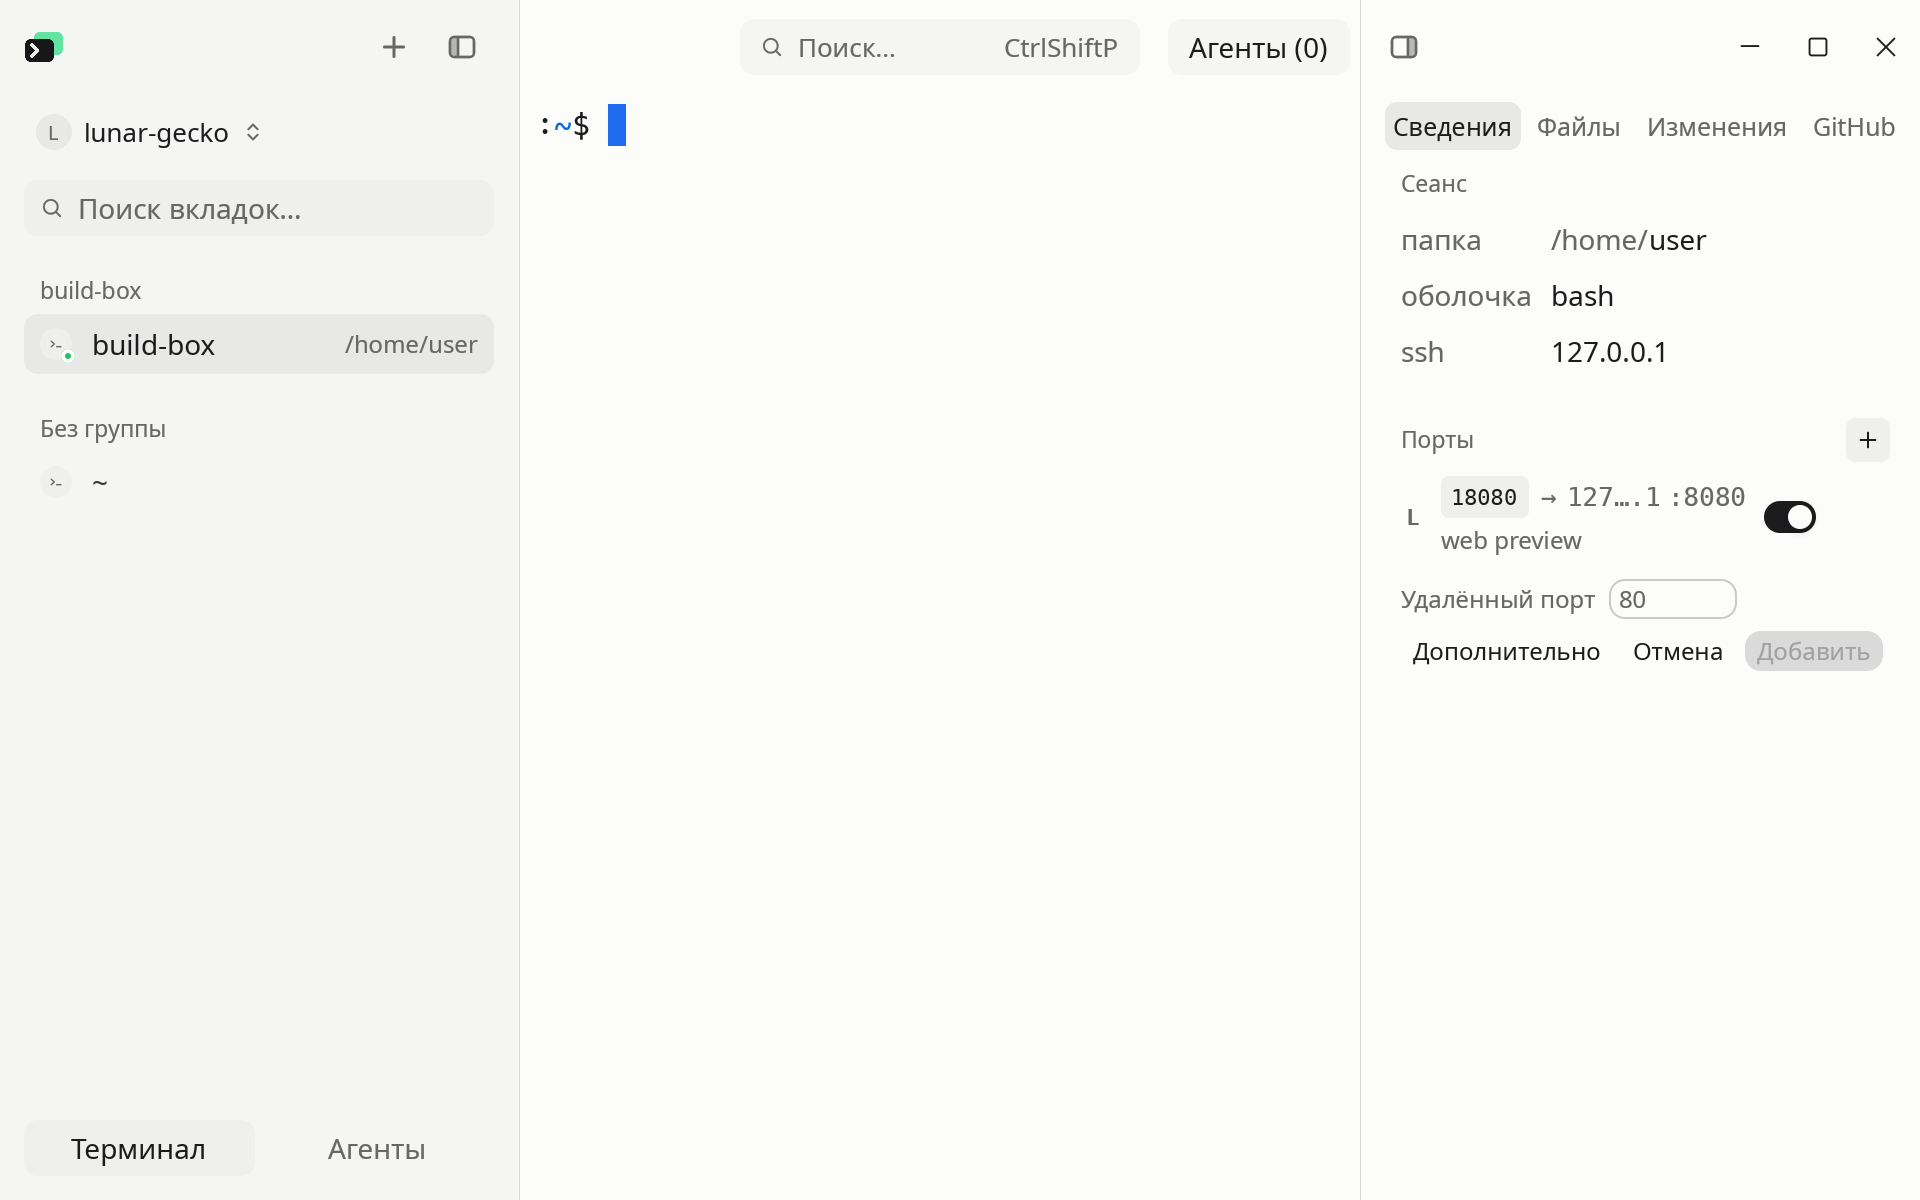 lunar-gecko
L
Поиск вкладок...
build-box
build-box /home/user
Без группы
~
Терминал Агенты
Поиск... CtrlShiftP Агенты (0)
:~$
Сведения Файлы Изменения GitHub
Сеанс
папка /home/user
оболочка bash
ssh 127.0.0.1
Порты
L 18080 → 127….1 :8080
web preview
Удалённый порт 80
Дополнительно Отмена Добавить